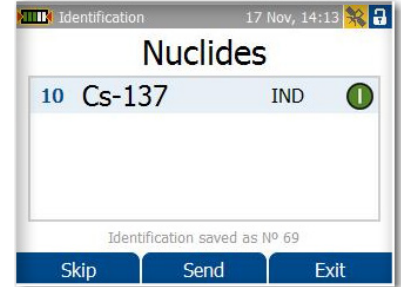 Identification 17 Nov, 14:13
Nuclides
10 Cs-137 IND I
Identification saved as Nº 69
Skip Send Exit